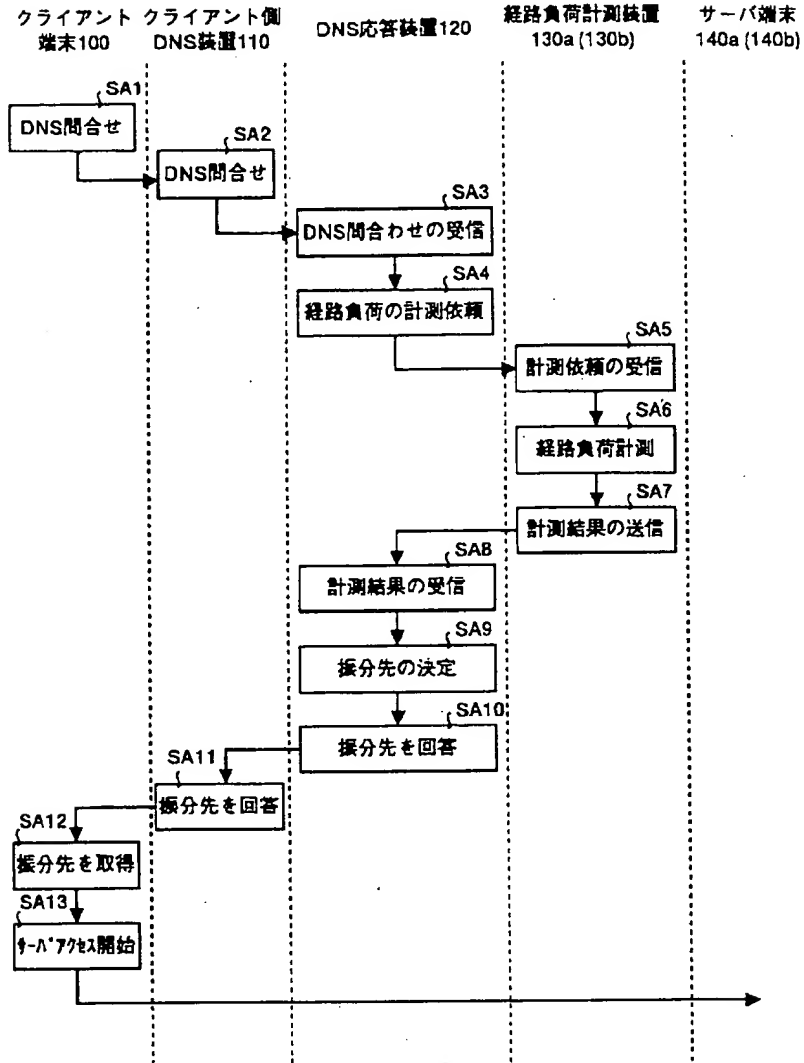 クライアント
端末100
クライアント側
DNS装置110
DNS応答装置120
経路負荷計測装置
130a (130b)
サーバ端末
140a (140b)
SA1
DNS問合せ
SA2
DNS問合せ
SA3
DNS問合わせの受信
SA4
経路負荷の計測依頼
SA5
計測依頼の受信
SA6
経路負荷計測
SA7
計測結果の送信
SA8
計測結果の受信
SA9
振分先の決定
SA10
振分先を回答
SA11
振分先を回答
SA12
振分先を取得
SA13
ｻｰﾊﾞｱｸｾｽ開始